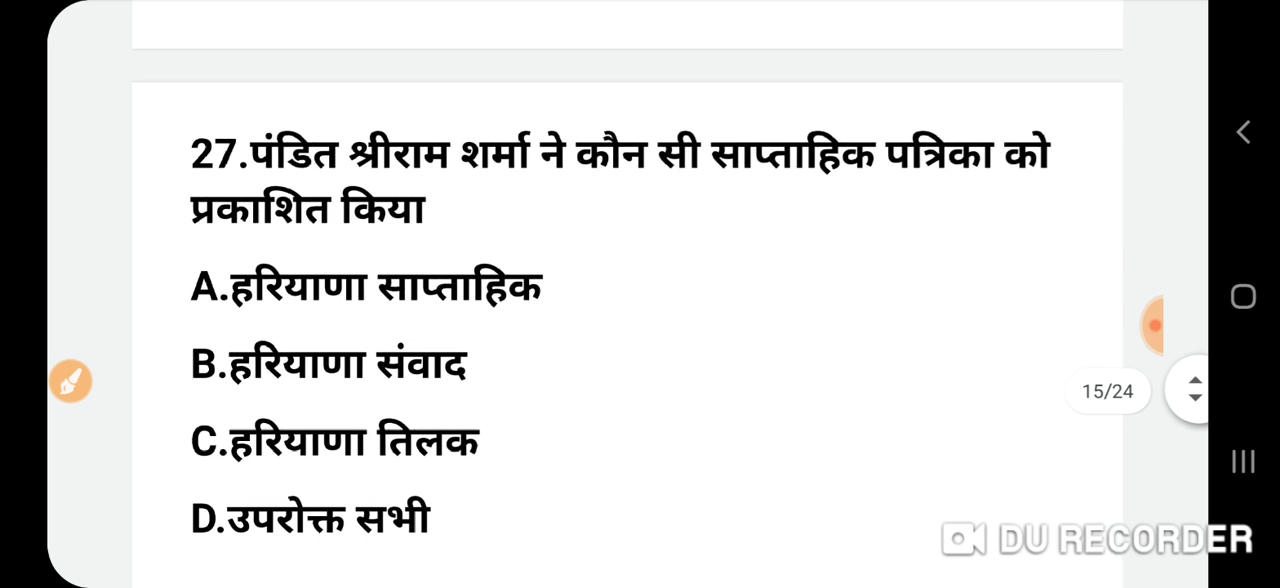 27.पंडित श्रीराम शर्मा ने कौन सी साप्ताहिक पत्रिका को
प्रकाशित किया
A.हरियाणा साप्ताहिक
B.हरियाणा संवाद
C.हरियाणा तिलक
D.उपरोक्त सभी
15/24
DU RECORDER